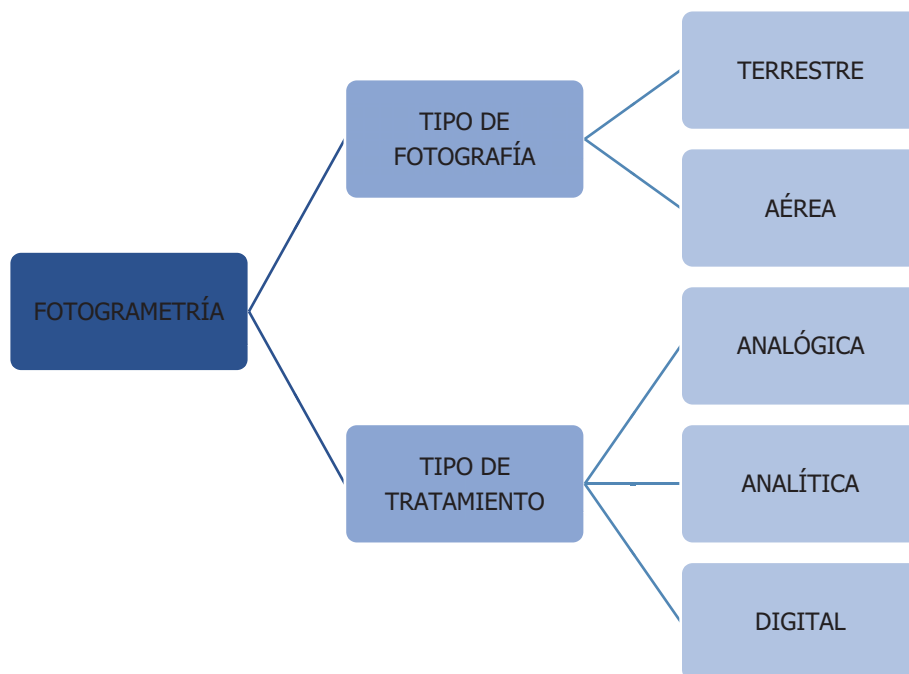 FOTOGRAMETRÍA
TIPO DE
FOTOGRAFÍA
TERRESTRE
AÉREA
TIPO DE
TRATAMIENTO
ANALÓGICA
ANALÍTICA
DIGITAL